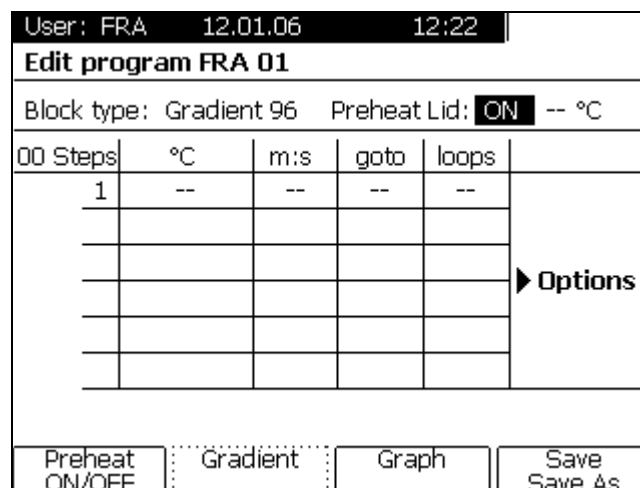 User: FRA 12.01.06 12:22
Edit program FRA 01
Block type: Gradient 96 Preheat Lid: ON -- °C
00 Steps °C m:s goto loops
1 -- -- -- --
Options
Preheat ON/OFF
Gradient
Graph
Save
Save As